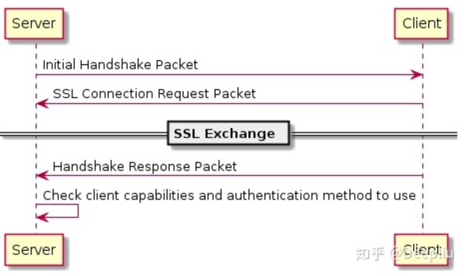 Server
Client
Initial Handshake Packet
SSL Connection Request Packet
SSL Exchange
Handshake Response Packet
Check client capabilities and authentication method to use
Server
Client
知乎